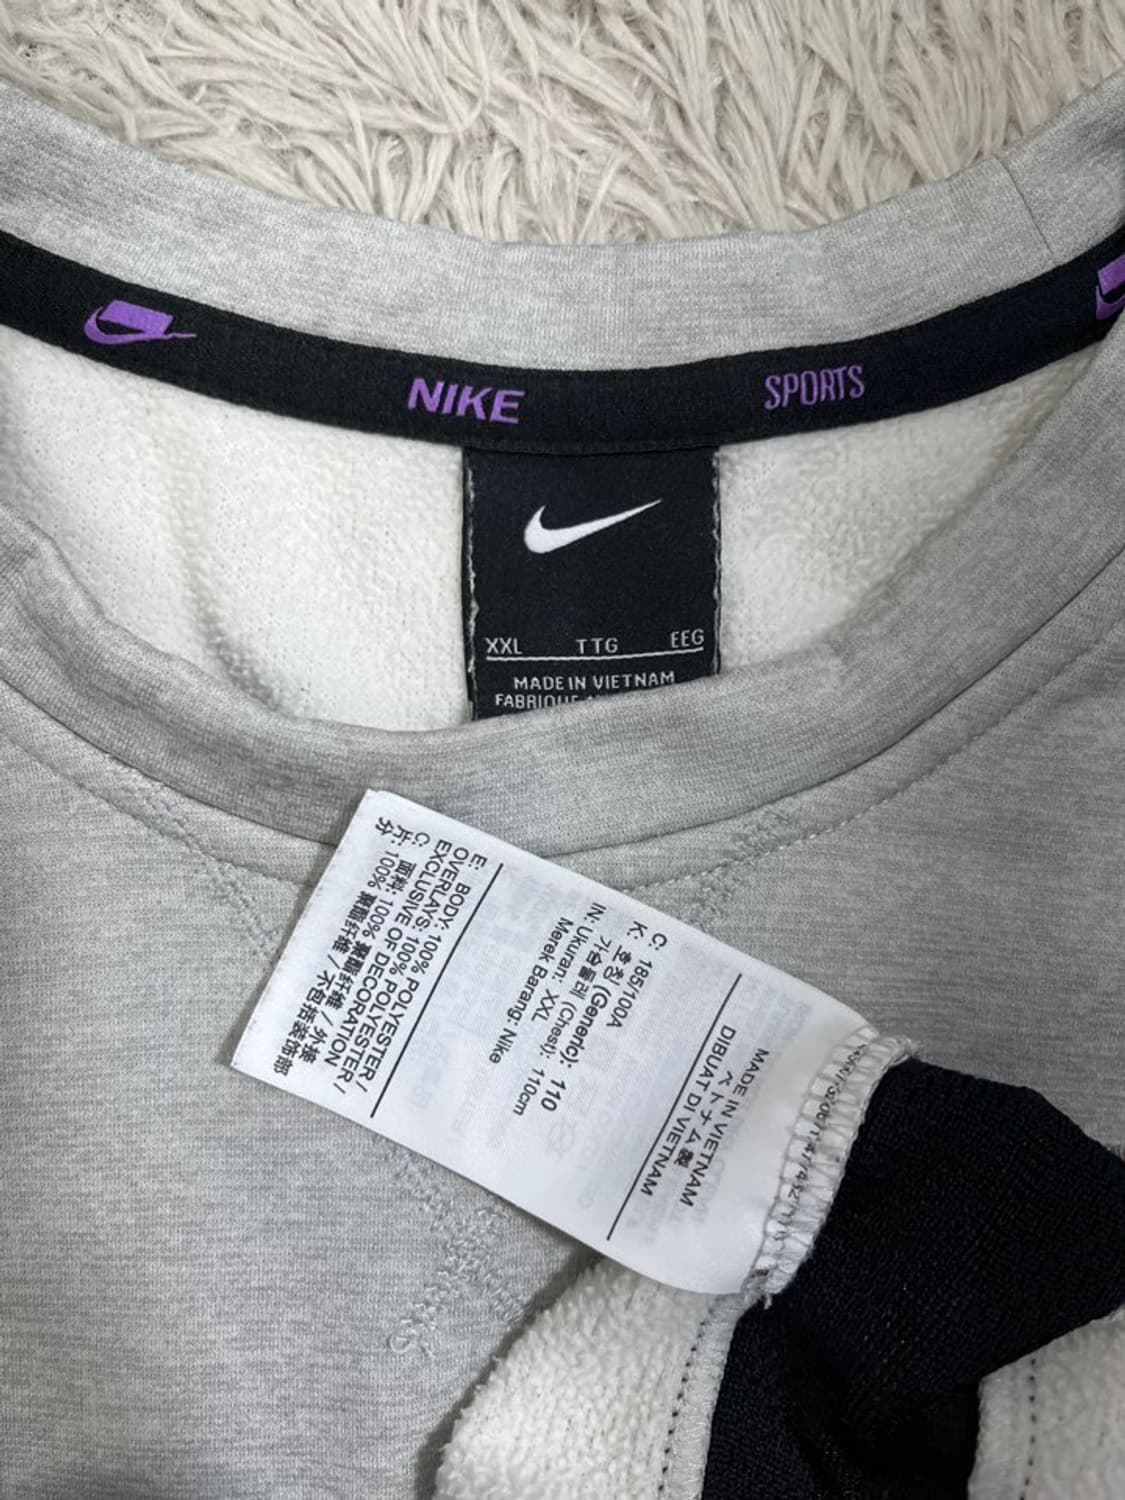 NIKE
SPORTS
XXL TTG EEG
MADE IN VIETNAM
E: BODY: 100% POLYESTER/
OVERLAYS: 100% POLYESTER/
EXCLUSIVE OF DECORATION /
C: 面料: 100% 聚酯纤维 / 外接
片: 100% 聚酯纤维 / 不包括装饰部
分
C: 185/100A
K: 호칭 (Generic): 110
가슴둘레 (Chest): 110cm
IN: Ukuran: XXL
Merek Barang: Nike
MADE IN VIETNAM
ベトナム製
DIBUAT DI VIETNAM